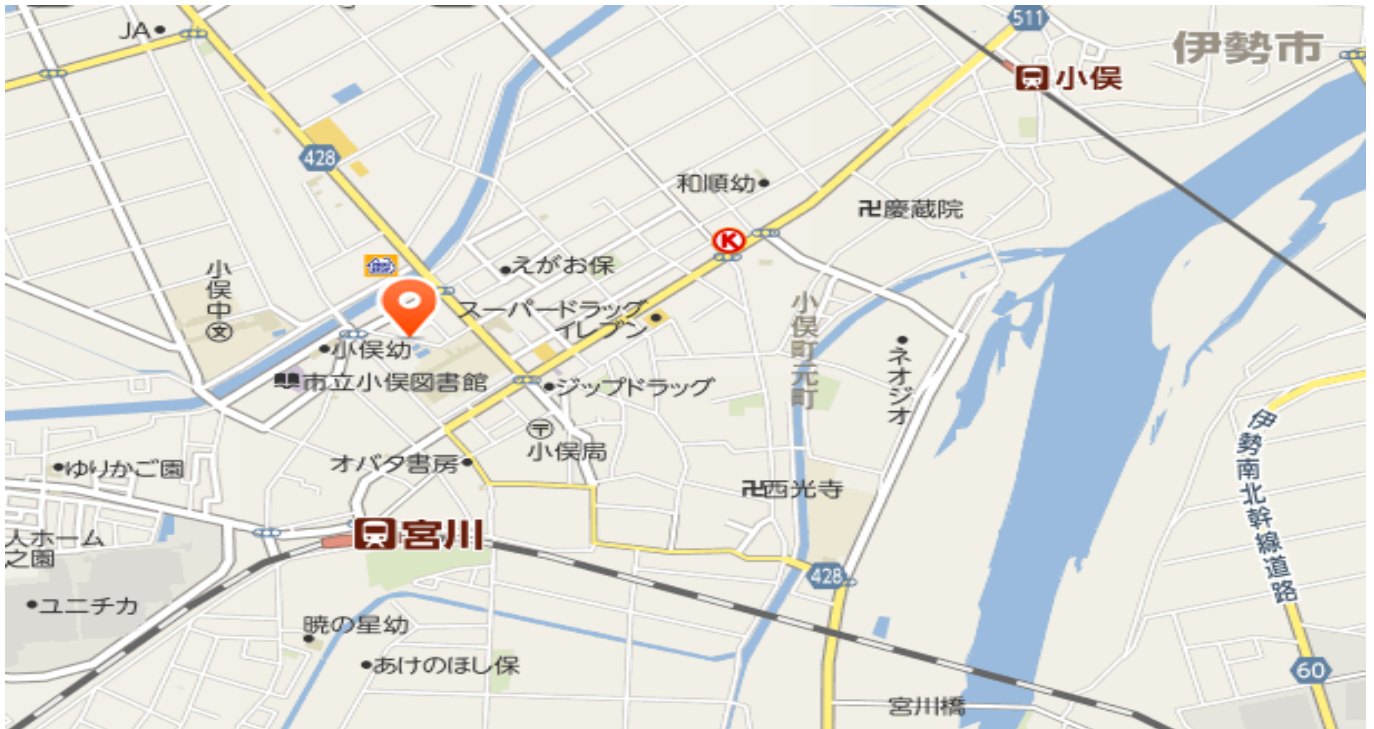 511
伊勢市
JA
小俣
428
和順幼
K
慶蔵院
小俣中
文
えがお保
スーパードラッグ
イレブン
小俣町元町
小俣幼
ネオジオ
市立小俣図書館
ジップドラッグ
小俣局
伊勢南北幹線道路
オバタ書房
ゆりかご園
西光寺
宮川
人ホーム
之園
428
ユニチカ
暁の星幼
あけのほし保
60
宮川橋